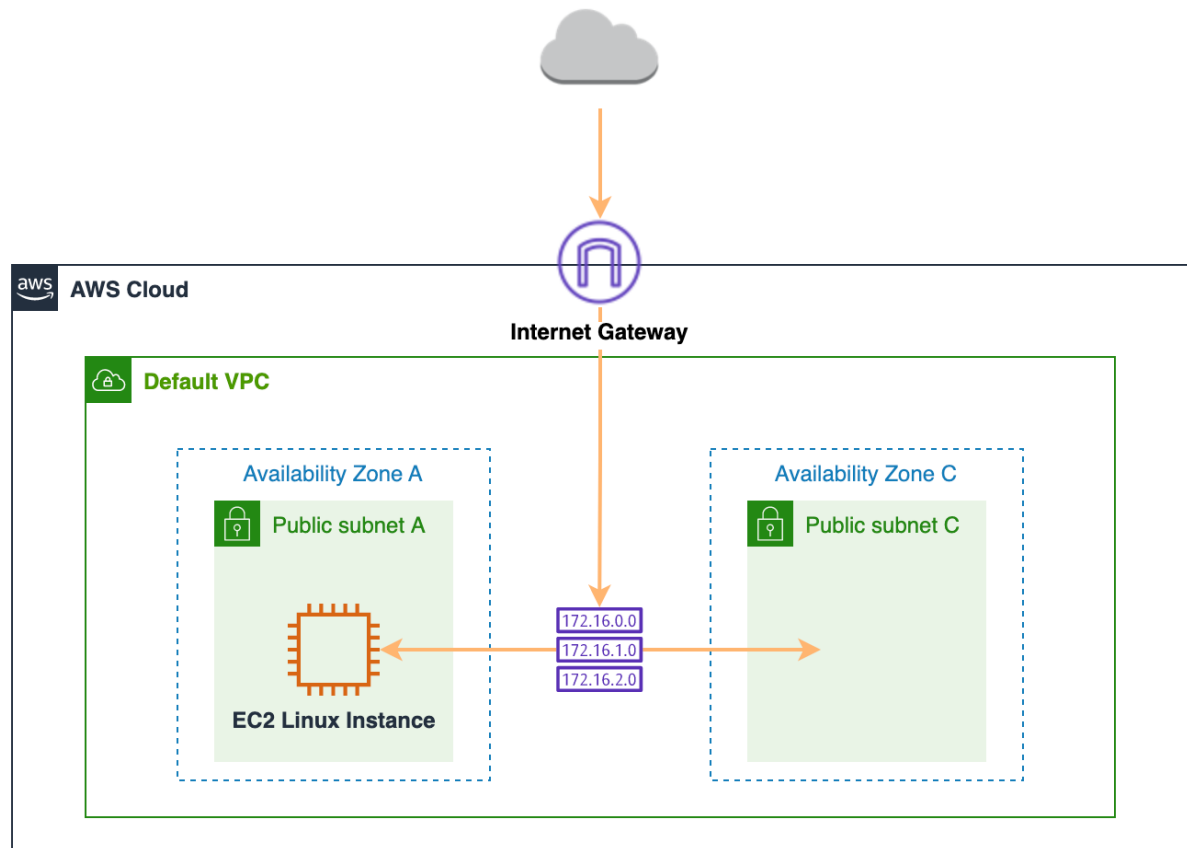 aws
AWS Cloud
Internet Gateway
Default VPC
Availability Zone A
Availability Zone C
Public subnet A
Public subnet C
172.16.0.0
172.16.1.0
172.16.2.0
EC2 Linux Instance